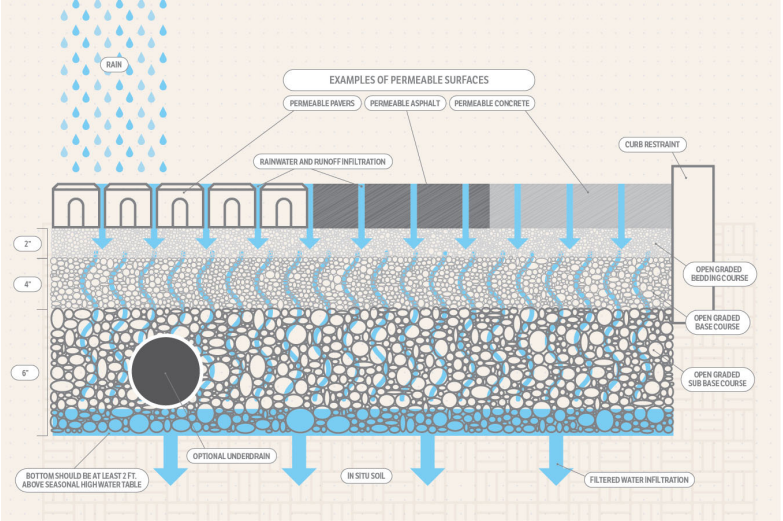 RAIN
EXAMPLES OF PERMEABLE SURFACES
PERMEABLE PAVERS
PERMEABLE ASPHALT
PERMEABLE CONCRETE
CURB RESTRAINT
RAINWATER AND RUNOFF INFILTRATION
2"
4"
6"
OPEN GRADED
BEDDING COURSE
OPEN GRADED
BASE COURSE
OPEN GRADED
SUB BASE COURSE
OPTIONAL UNDERDRAIN
BOTTOM SHOULD BE AT LEAST 2 FT.
ABOVE SEASONAL HIGH WATER TABLE
IN SITU SOIL
FILTERED WATER INFILTRATION